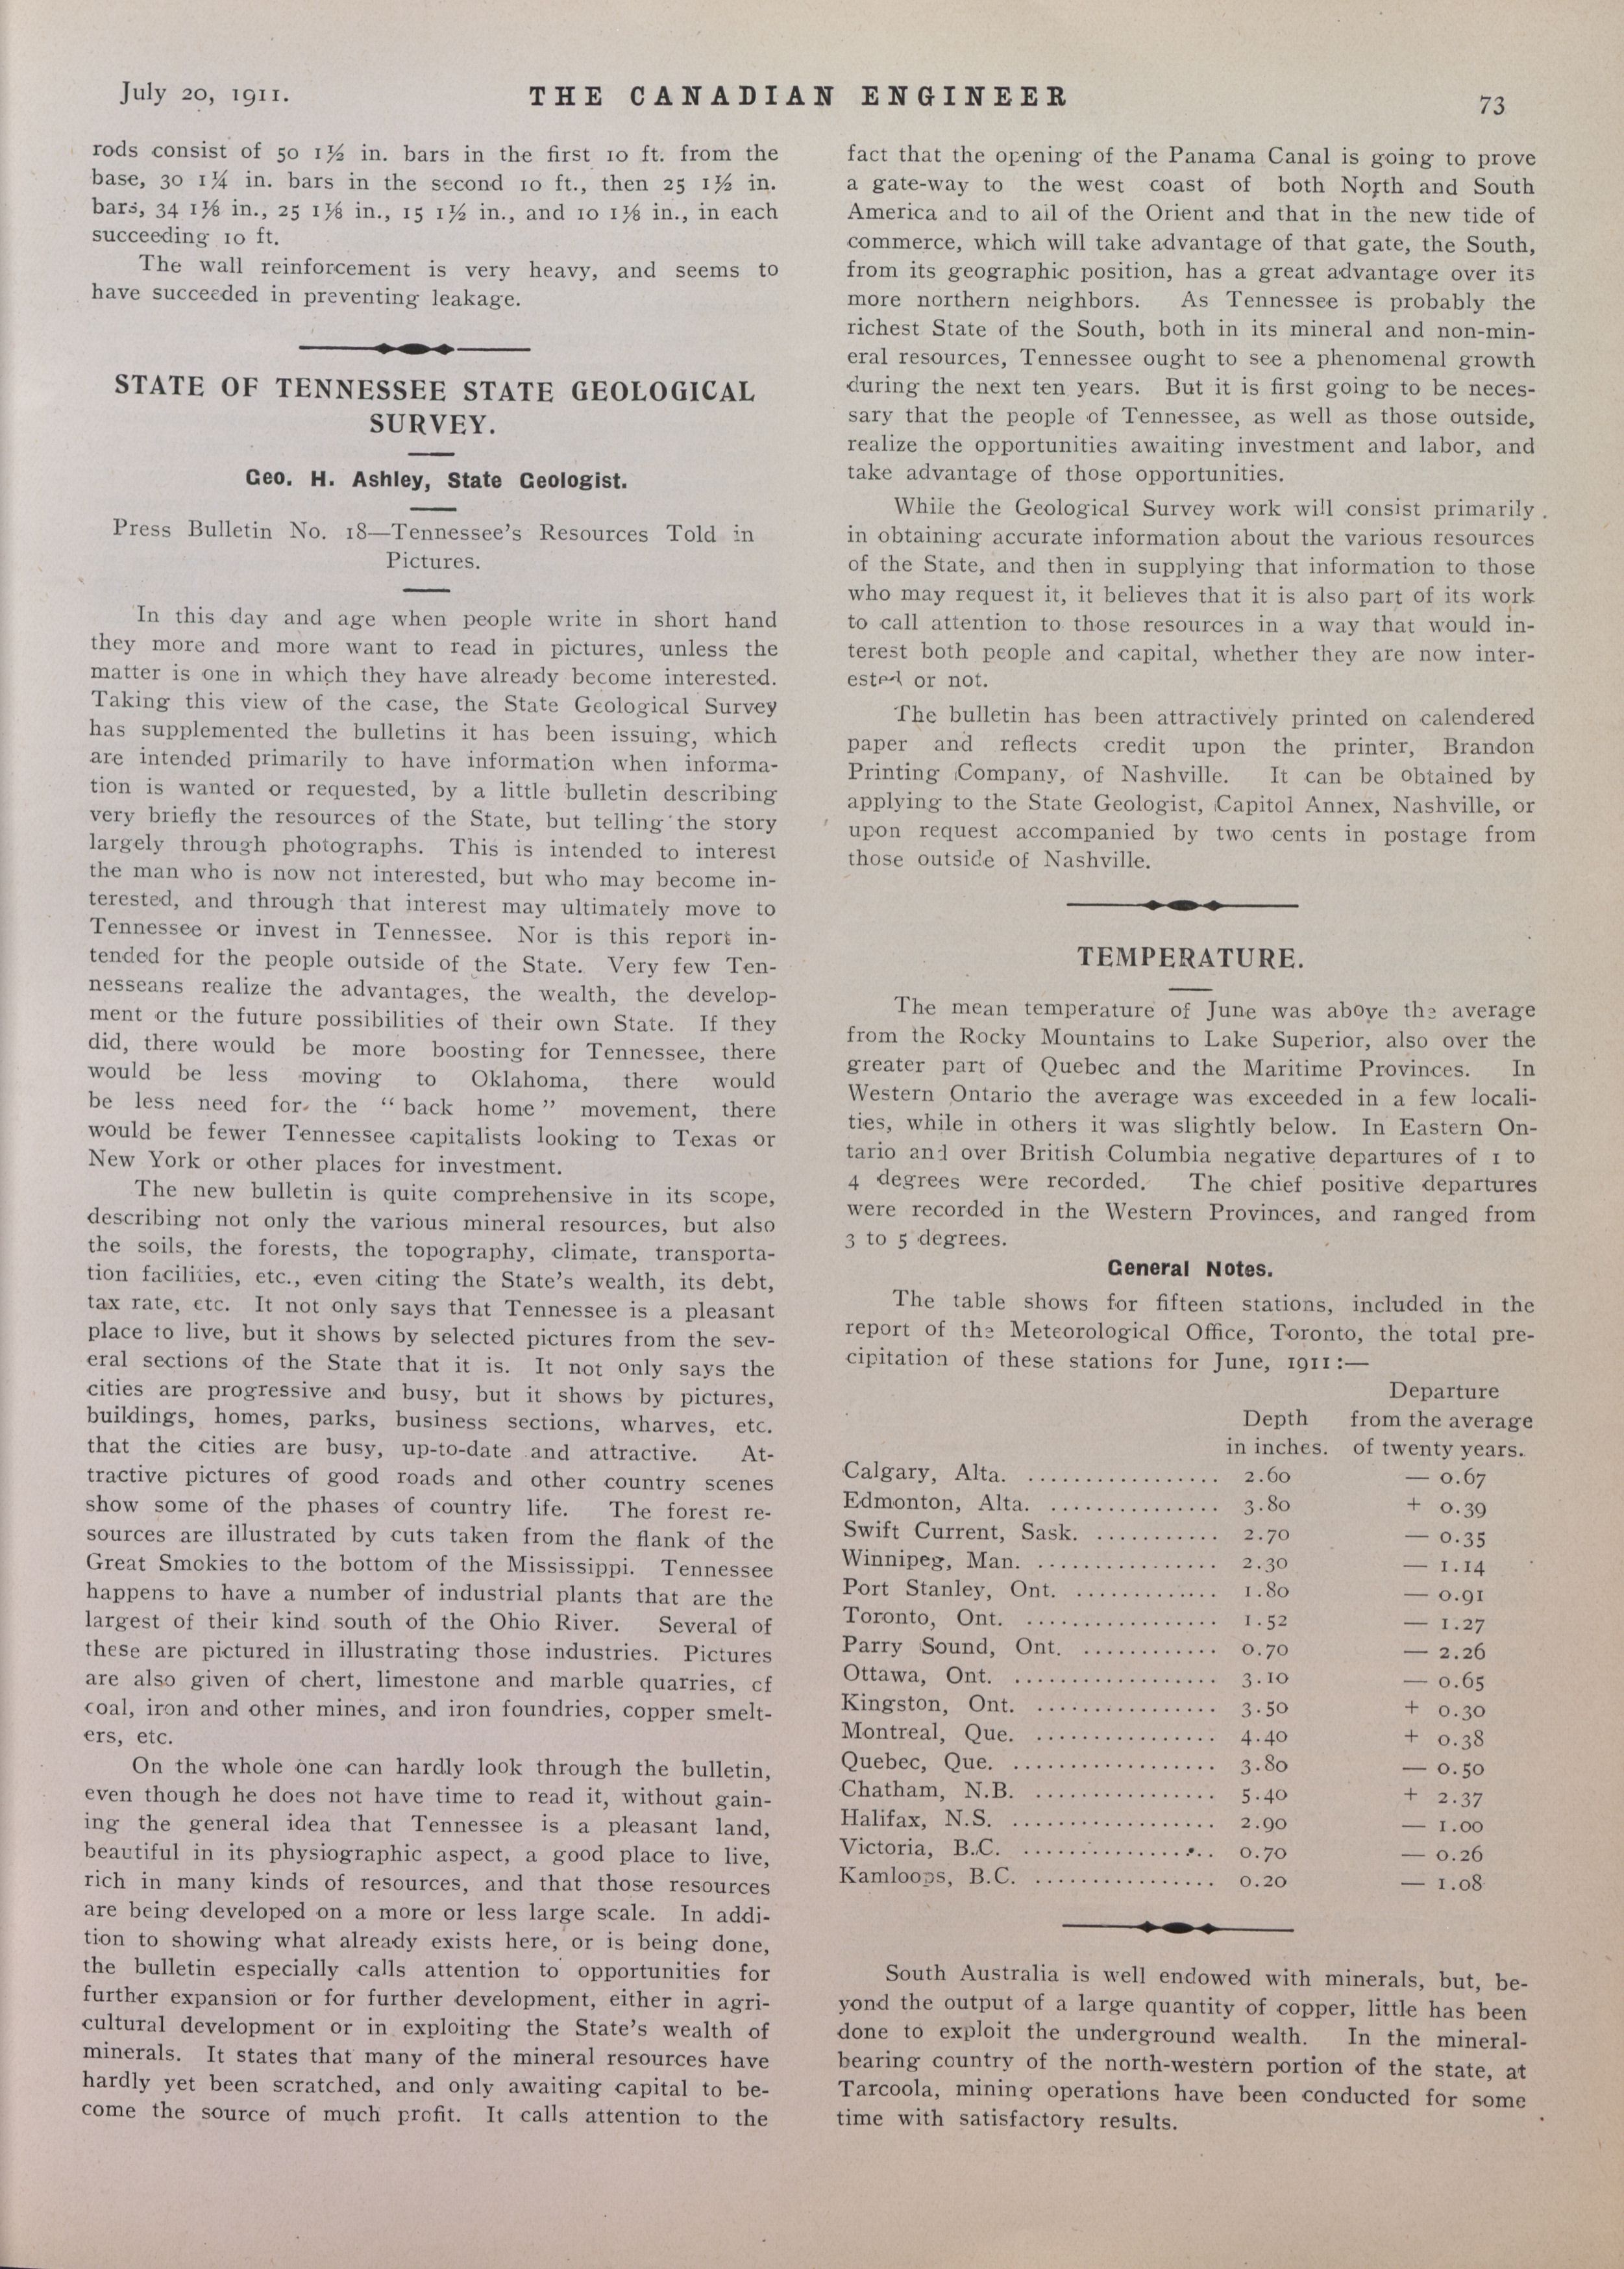 July 20, 1911.
THE CANADIAN ENGINEER
73
rods consist of 50 1½ in. bars in the first 10 ft. from the
base, 30 1¼ in. bars in the second 10 ft., then 25 1½ in.
bars, 34 1⅛ in., 25 1⅛ in., 15 1½ in., and 10 1⅛ in., in each
succeeding 10 ft.
The wall reinforcement is very heavy, and seems to
have succeeded in preventing leakage.
STATE OF TENNESSEE STATE GEOLOGICAL
SURVEY.
Geo. H. Ashley, State Geologist.
Press Bulletin No. 18—Tennessee's Resources Told in
Pictures.
In this day and age when people write in short hand
they more and more want to read in pictures, unless the
matter is one in which they have already become interested.
Taking this view of the case, the State Geological Survey
has supplemented the bulletins it has been issuing, which
are intended primarily to have information when informa-
tion is wanted or requested, by a little bulletin describing
very briefly the resources of the State, but telling the story
largely through photographs. This is intended to interest
the man who is now not interested, but who may become in-
terested, and through that interest may ultimately move to
Tennessee or invest in Tennessee. Nor is this report in-
tended for the people outside of the State. Very few Ten-
nesseans realize the advantages, the wealth, the develop-
ment or the future possibilities of their own State. If they
did, there would be more boosting for Tennessee, there
would be less moving to Oklahoma, there would
be less need for the "back home" movement, there
would be fewer Tennessee capitalists looking to Texas or
New York or other places for investment.
The new bulletin is quite comprehensive in its scope,
describing not only the various mineral resources, but also
the soils, the forests, the topography, climate, transporta-
tion facilities, etc., even citing the State's wealth, its debt,
tax rate, etc. It not only says that Tennessee is a pleasant
place to live, but it shows by selected pictures from the sev-
eral sections of the State that it is. It not only says the
cities are progressive and busy, but it shows by pictures,
buildings, homes, parks, business sections, wharves, etc.
that the cities are busy, up-to-date and attractive. At-
tractive pictures of good roads and other country scenes
show some of the phases of country life. The forest re-
sources are illustrated by cuts taken from the flank of the
Great Smokies to the bottom of the Mississippi. Tennessee
happens to have a number of industrial plants that are the
largest of their kind south of the Ohio River. Several of
these are pictured in illustrating those industries. Pictures
are also given of chert, limestone and marble quarries, cf
coal, iron and other mines, and iron foundries, copper smelt-
ers, etc.
On the whole one can hardly look through the bulletin,
even though he does not have time to read it, without gain-
ing the general idea that Tennessee is a pleasant land,
beautiful in its physiographic aspect, a good place to live,
rich in many kinds of resources, and that those resources
are being developed on a more or less large scale. In addi-
tion to showing what already exists here, or is being done,
the bulletin especially calls attention to opportunities for
further expansion or for further development, either in agri-
cultural development or in exploiting the State's wealth of
minerals. It states that many of the mineral resources have
hardly yet been scratched, and only awaiting capital to be-
come the source of much profit. It calls attention to the
fact that the opening of the Panama Canal is going to prove
a gate-way to the west coast of both North and South
America and to all of the Orient and that in the new tide of
commerce, which will take advantage of that gate, the South,
from its geographic position, has a great advantage over its
more northern neighbors. As Tennessee is probably the
richest State of the South, both in its mineral and non-min-
eral resources, Tennessee ought to see a phenomenal growth
during the next ten years. But it is first going to be neces-
sary that the people of Tennessee, as well as those outside,
realize the opportunities awaiting investment and labor, and
take advantage of those opportunities.
While the Geological Survey work will consist primarily
in obtaining accurate information about the various resources
of the State, and then in supplying that information to those
who may request it, it believes that it is also part of its work
to call attention to those resources in a way that would in-
terest both people and capital, whether they are now inter-
ested or not.
The bulletin has been attractively printed on calendered
paper and reflects credit upon the printer, Brandon
Printing Company, of Nashville. It can be obtained by
applying to the State Geologist, Capitol Annex, Nashville, or
upon request accompanied by two cents in postage from
those outside of Nashville.
TEMPERATURE.
The mean temperature of June was above the average
from the Rocky Mountains to Lake Superior, also over the
greater part of Quebec and the Maritime Provinces. In
Western Ontario the average was exceeded in a few locali-
ties, while in others it was slightly below. In Eastern On-
tario and over British Columbia negative departures of 1 to
4 degrees were recorded. The chief positive departures
were recorded in the Western Provinces, and ranged from
3 to 5 degrees.
General Notes.
The table shows for fifteen stations, included in the
report of the Meteorological Office, Toronto, the total pre-
cipitation of these stations for June, 1911:—
Departure
Depth from the average
in inches. of twenty years.
Calgary, Alta. ................. 2.60 — 0.67
Edmonton, Alta. ............... 3.80 + 0.39
Swift Current, Sask. ........... 2.70 — 0.35
Winnipeg, Man. ................ 2.30 — 1.14
Port Stanley, Ont. ............. 1.80 — 0.91
Toronto, Ont. ................. 1.52 — 1.27
Parry Sound, Ont. ............ 0.70 — 2.26
Ottawa, Ont. .................. 3.10 — 0.65
Kingston, Ont. ................ 3.50 + 0.30
Montreal, Que. ................ 4.40 + 0.38
Quebec, Que. .................. 3.80 — 0.50
Chatham, N.B. ................ 5.40 + 2.37
Halifax, N.S. .................. 2.90 — 1.00
Victoria, B.C. ................. 0.70 — 0.26
Kamloops, B.C. ................ 0.20 — 1.08
South Australia is well endowed with minerals, but, be-
yond the output of a large quantity of copper, little has been
done to exploit the underground wealth. In the mineral-
bearing country of the north-western portion of the state, at
Tarcoola, mining operations have been conducted for some
time with satisfactory results.